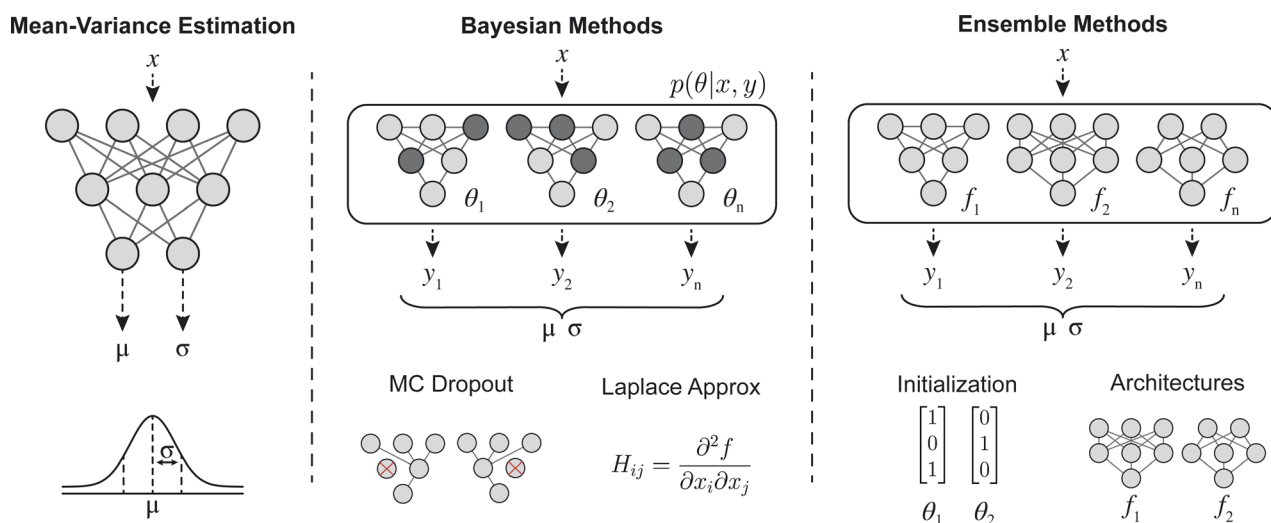 Mean-Variance Estimation
x
μ σ
σ
μ
Bayesian Methods
x
p(θ|x, y)
θ₁ θ₂ θₙ
y₁ y₂ yₙ
μ σ
MC Dropout
Laplace Approx
H_{ij} = ∂²f / ∂x_i∂x_j
Ensemble Methods
x
f₁ f₂ fₙ
y₁ y₂ yₙ
μ σ
Initialization
[1 0 1] [0 1 0]
θ₁ θ₂
Architectures
f₁ f₂